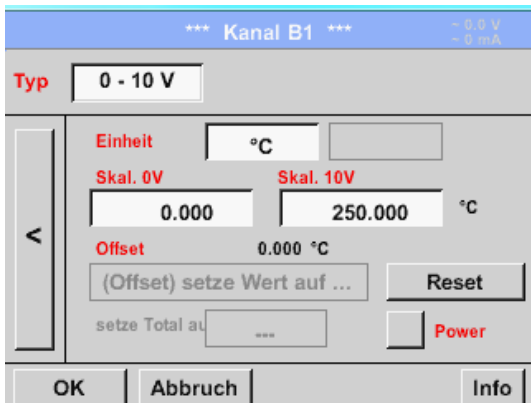 *** Kanal B1 ***
~ 0.0 V
~ 0 mA
Typ 0 - 10 V
Einheit °C
Skal. 0V Skal. 10V
0.000 250.000 °C
<
Offset 0.000 °C
(Offset) setze Wert auf ... Reset
setze Total au --- Power
OK Abbruch Info